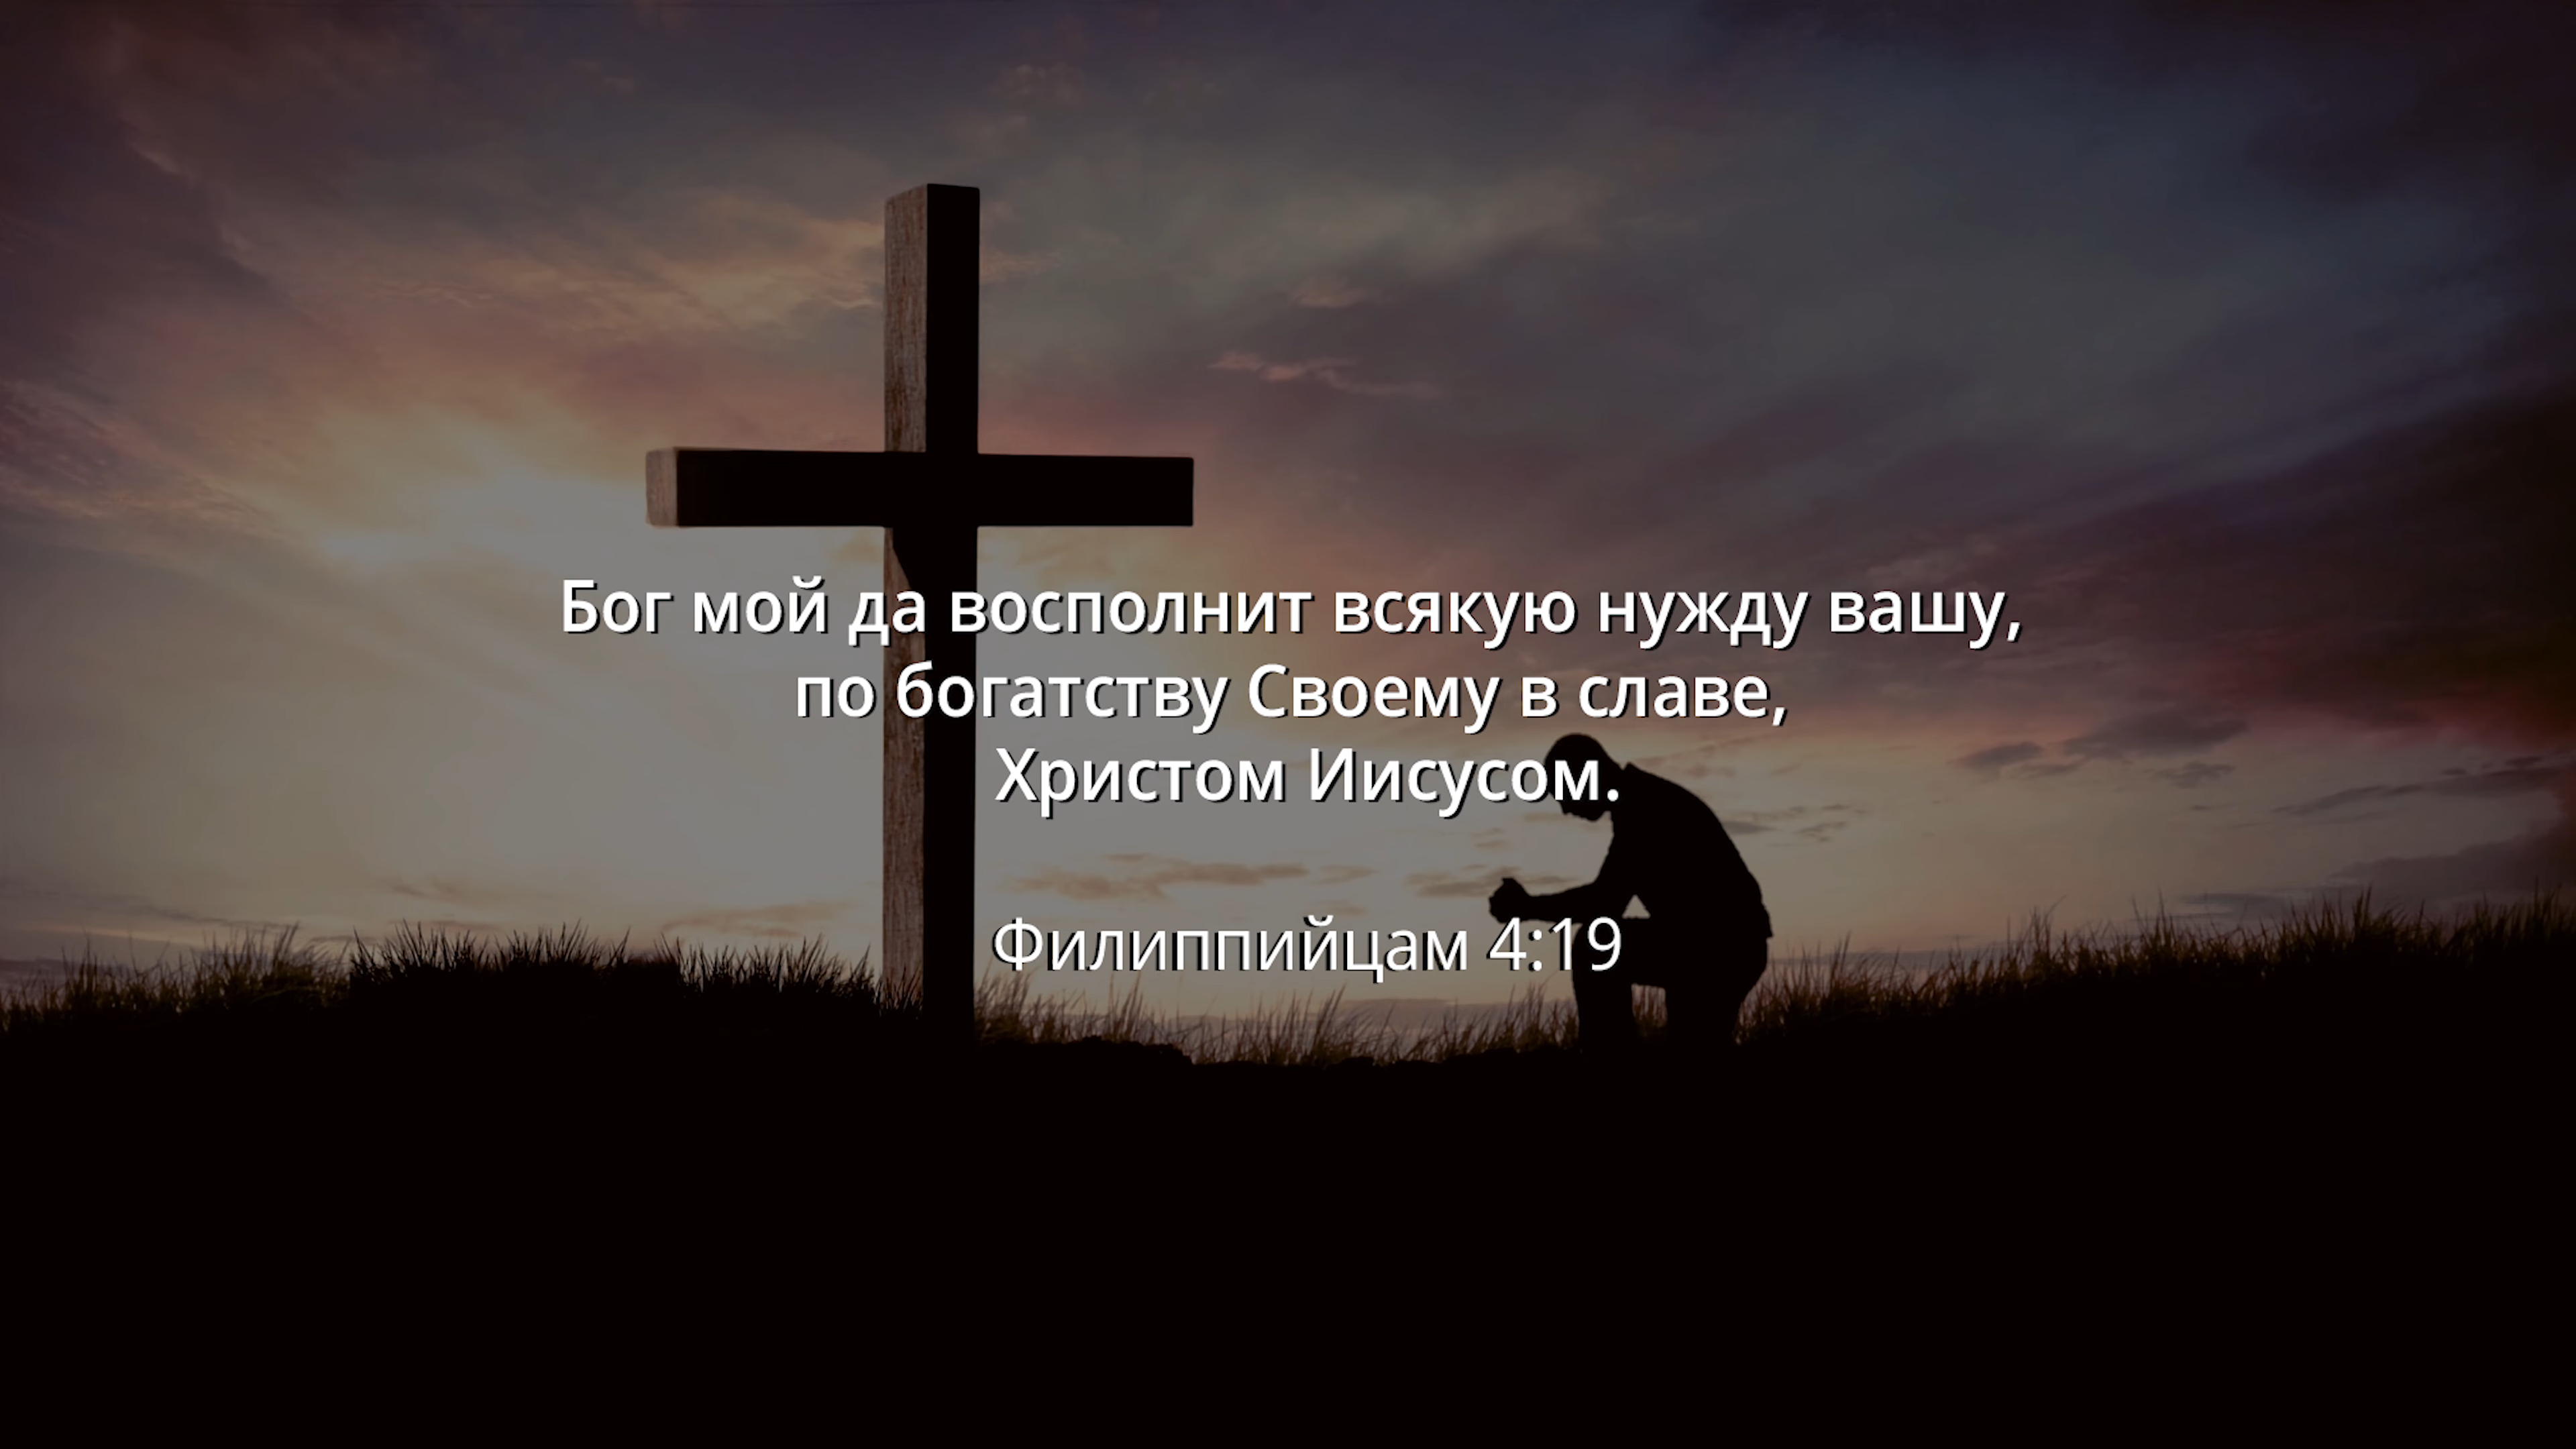 Бог мой да восполнит всякую нужду вашу,
по богатству Своему в славе,
Христом Иисусом.
Филиппийцам 4:19